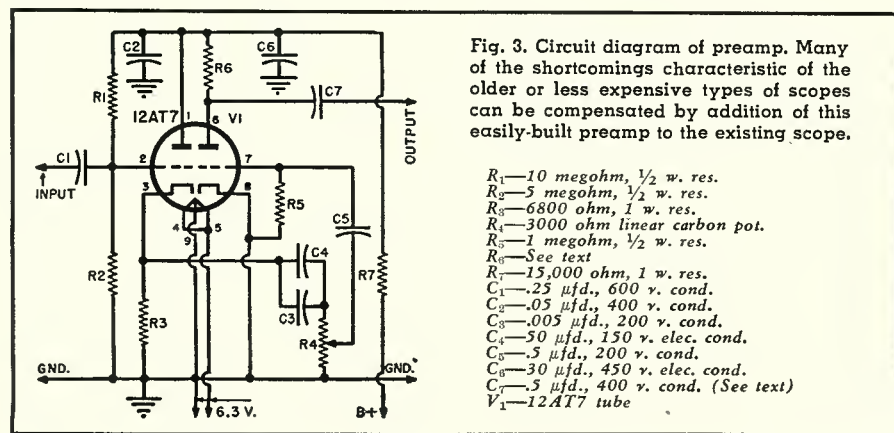 C2
C6
R6
C7
R1
12AT7
1
6
V1
OUTPUT
C1
2
7
INPUT
3
8
R5
C5
4
5
9
C4
R2
R7
C3
R3
R4
GND.
GND.
6.3 V.
B+
Fig. 3. Circuit diagram of preamp. Many
of the shortcomings characteristic of the
older or less expensive types of scopes
can be compensated by addition of this
easily-built preamp to the existing scope.
R₁—10 megohm, ½ w. res.
R₂—5 megohm, ½ w. res.
R₃—6800 ohm, 1 w. res.
R₄—3000 ohm linear carbon pot.
R₅—1 megohm, ½ w. res.
R₆—See text
R₇—15,000 ohm, 1 w. res.
C₁—.25 μfd., 600 v. cond.
C₂—.05 μfd., 400 v. cond.
C₃—.005 μfd., 200 v. cond.
C₄—50 μfd., 150 v. elec. cond.
C₅—.5 μfd., 200 v. cond.
C₆—30 μfd., 450 v. elec. cond.
C₇—.5 μfd., 400 v. cond. (See text)
V₁—12AT7 tube